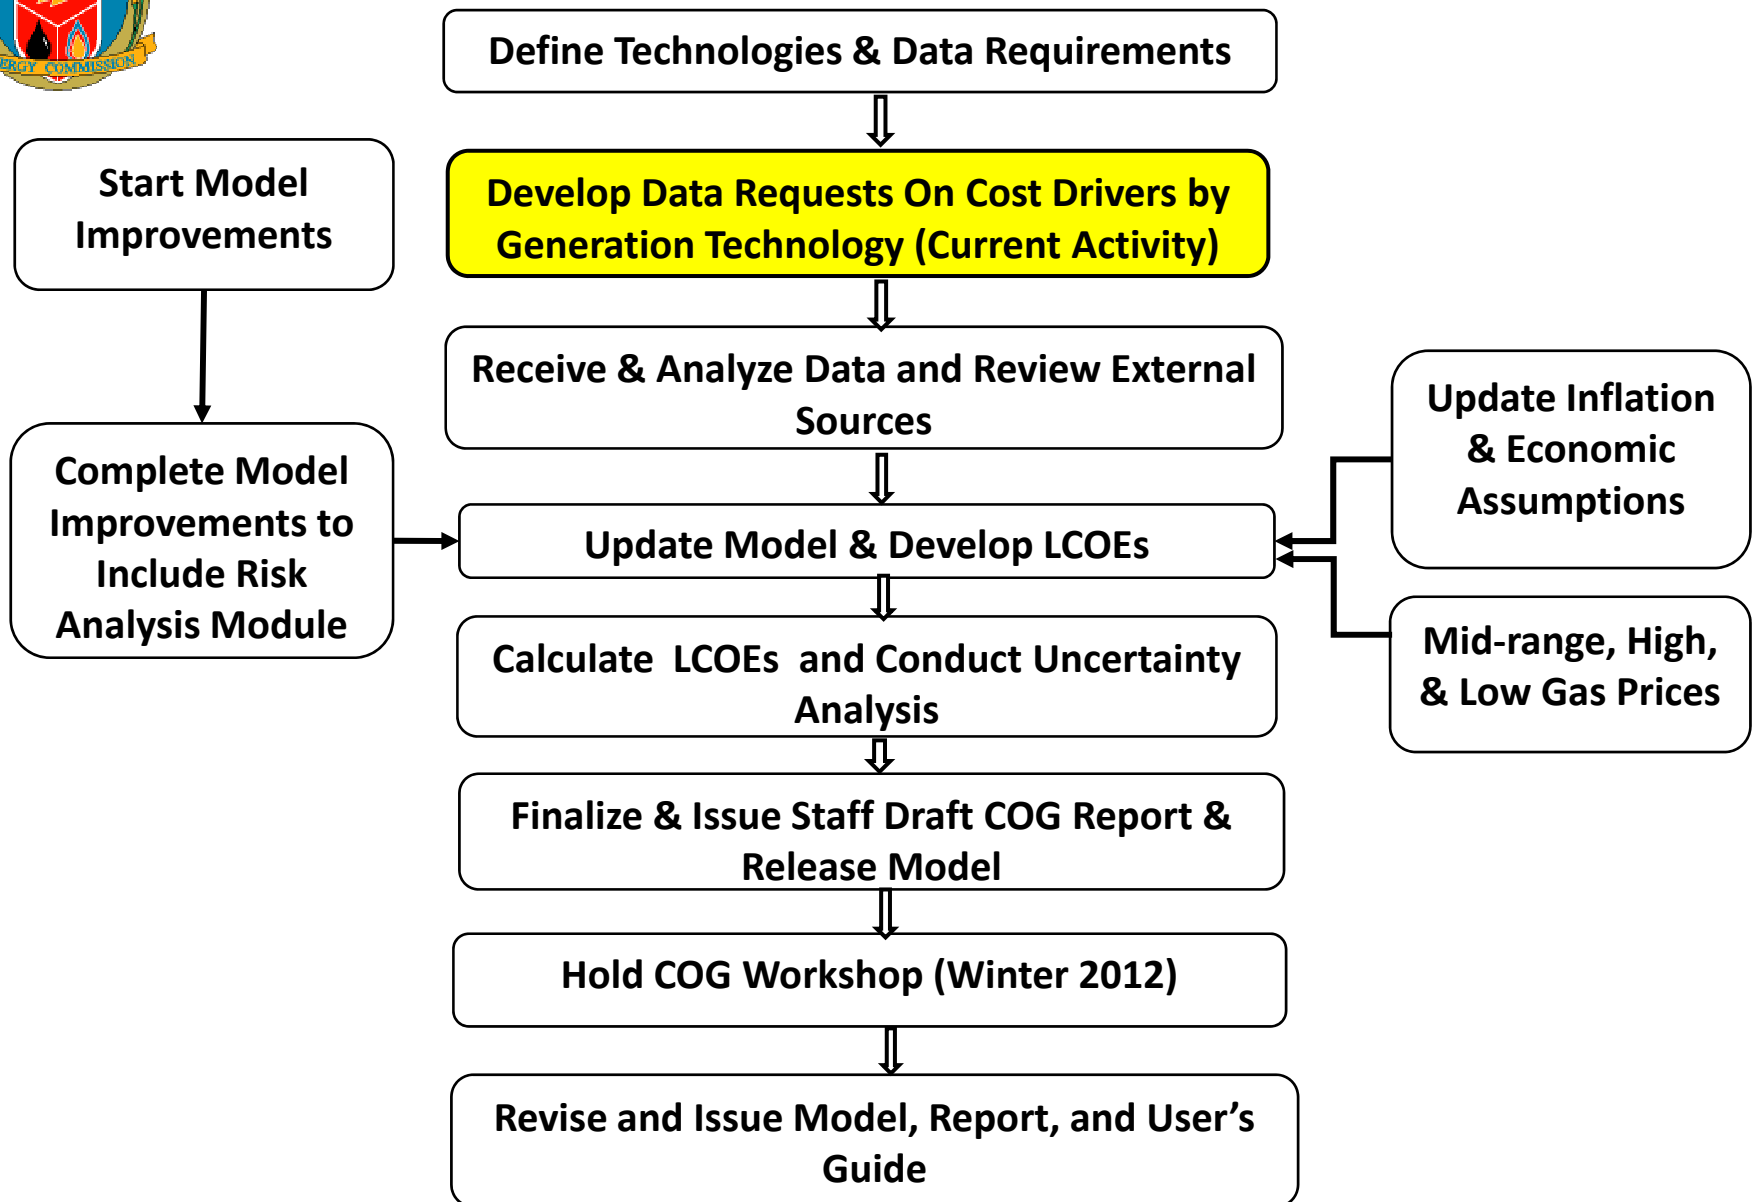 ERGY COMMISSION
Define Technologies & Data Requirements
Start Model
Improvements
Develop Data Requests On Cost Drivers by
Generation Technology (Current Activity)
Receive & Analyze Data and Review External
Sources
Update Inflation
& Economic
Assumptions
Complete Model
Improvements to
Include Risk
Analysis Module
Update Model & Develop LCOEs
Mid-range, High,
& Low Gas Prices
Calculate LCOEs and Conduct Uncertainty
Analysis
Finalize & Issue Staff Draft COG Report &
Release Model
Hold COG Workshop (Winter 2012)
Revise and Issue Model, Report, and User’s
Guide